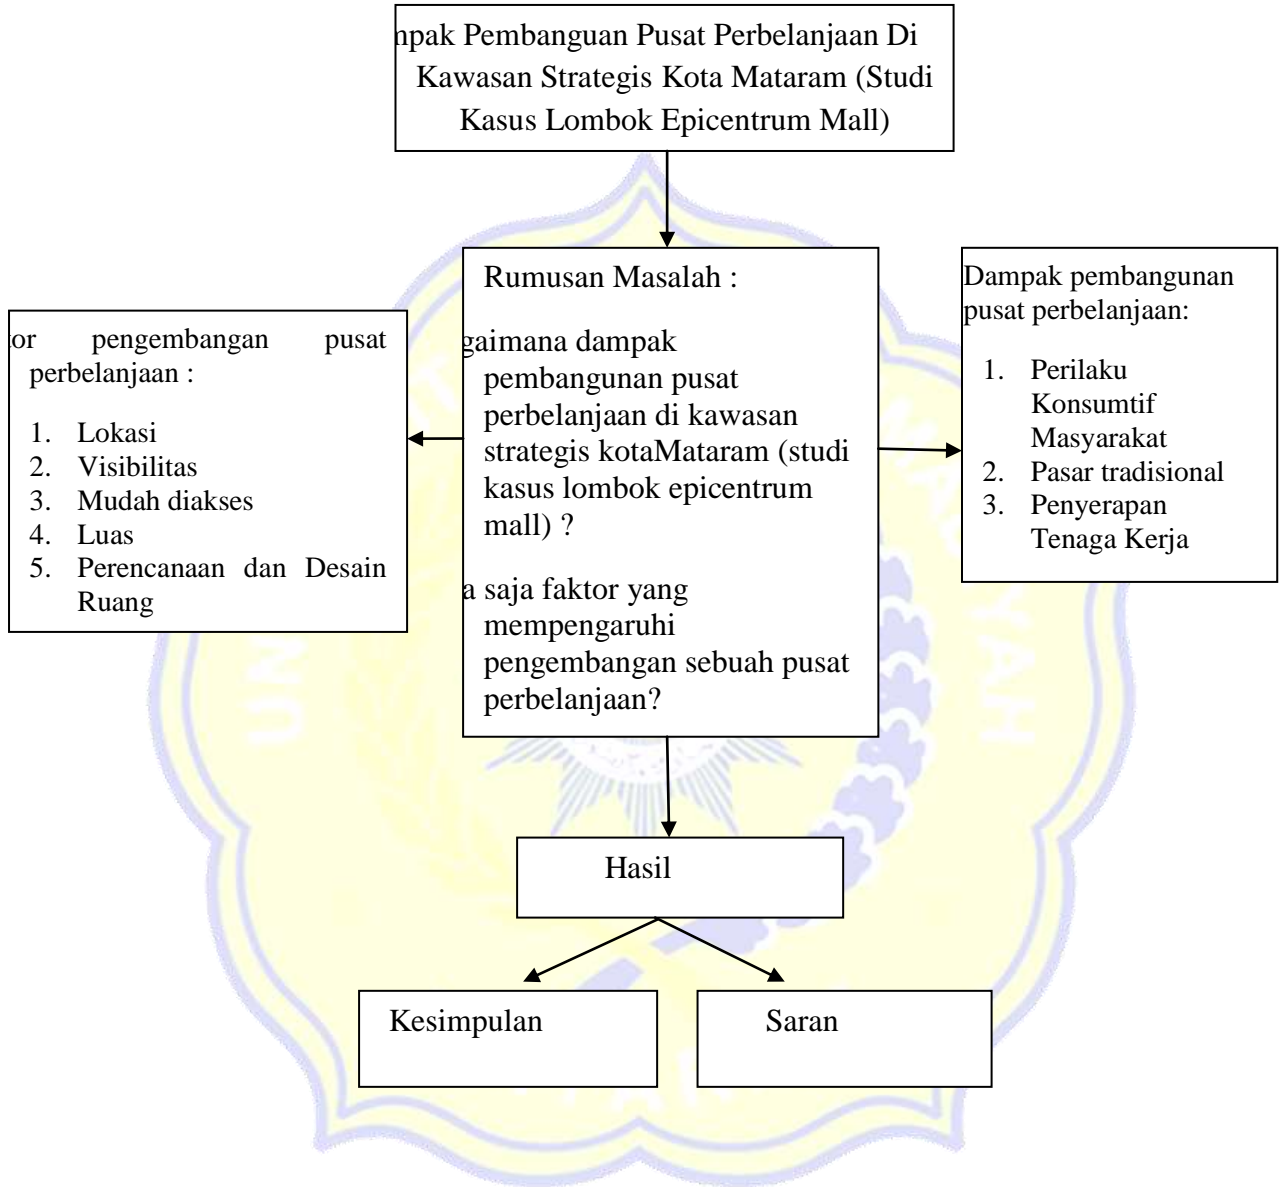 mpak Pembanguan Pusat Perbelanjaan Di
Kawasan Strategis Kota Mataram (Studi
Kasus Lombok Epicentrum Mall)
Rumusan Masalah :
gaimana dampak
pembangunan pusat
perbelanjaan di kawasan
strategis kotaMataram (studi
kasus lombok epicentrum
mall) ?
a saja faktor yang
mempengaruhi
pengembangan sebuah pusat
perbelanjaan?
tor pengembangan pusat
perbelanjaan :
1. Lokasi
2. Visibilitas
3. Mudah diakses
4. Luas
5. Perencanaan dan Desain
Ruang
Dampak pembangunan
pusat perbelanjaan:
1. Perilaku
Konsumtif
Masyarakat
2. Pasar tradisional
3. Penyerapan
Tenaga Kerja
Hasil
Kesimpulan
Saran